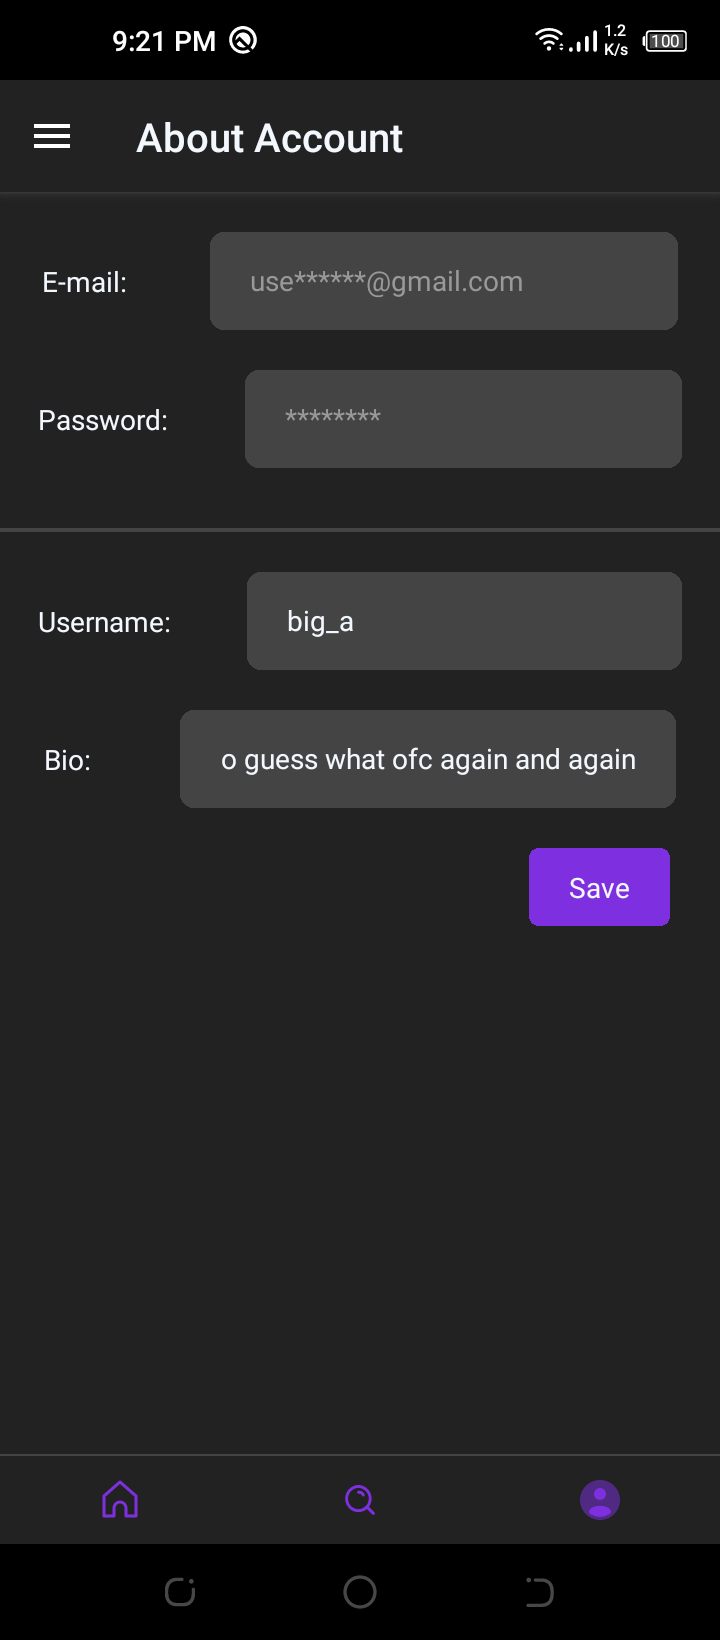 9:21 PM 1.2 K/s 100
About Account
E-mail: use******@gmail.com
Password: ********
Username: big_a
Bio: o guess what ofc again and again
Save